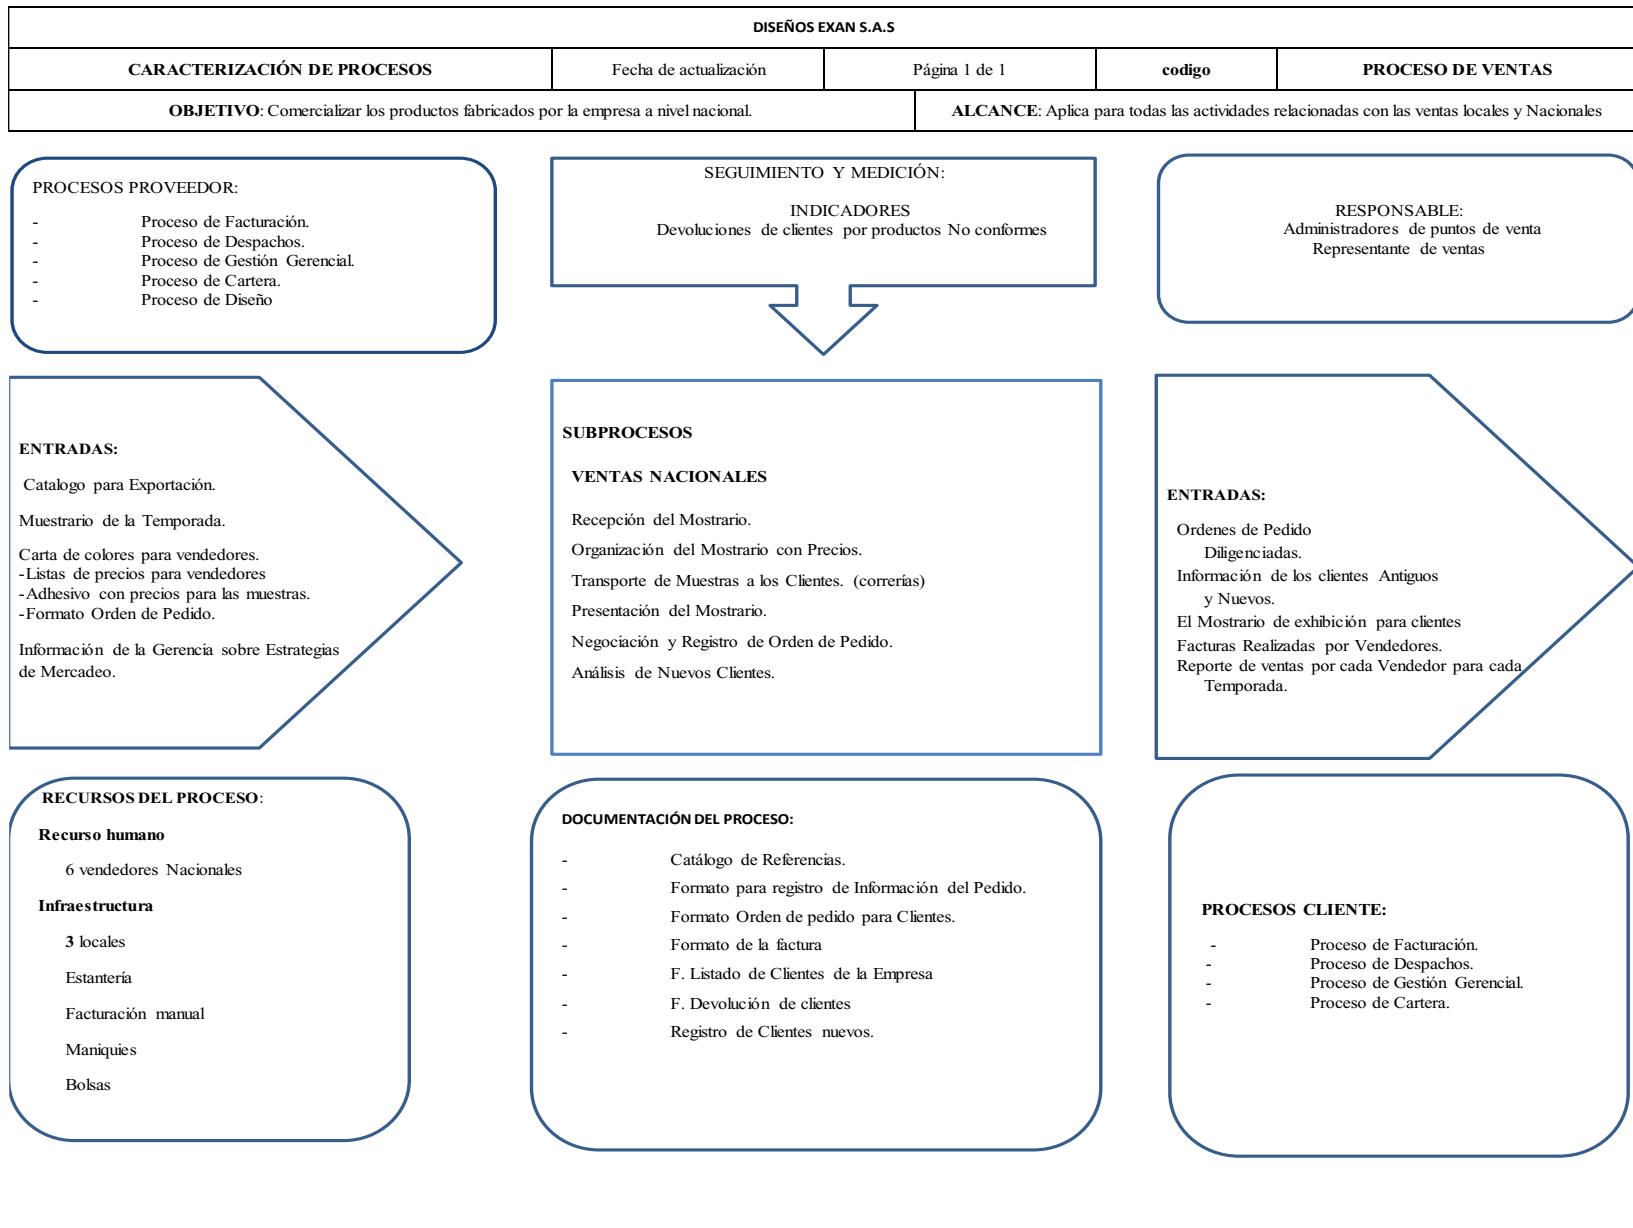 DISEÑOS EXAN S.A.S
CARACTERIZACIÓN DE PROCESOS
Fecha de actualización
Página 1 de 1
codigo
PROCESO DE VENTAS
OBJETIVO: Comercializar los productos fabricados por la empresa a nivel nacional.
ALCANCE: Aplica para todas las actividades relacionadas con las ventas locales y Nacionales
PROCESOS PROVEEDOR:
- Proceso de Facturación.
- Proceso de Despachos.
- Proceso de Gestión Gerencial.
- Proceso de Cartera.
- Proceso de Diseño
SEGUIMIENTO Y MEDICIÓN:
INDICADORES
Devoluciones de clientes por productos No conformes
RESPONSABLE:
Administradores de puntos de venta
Representante de ventas
ENTRADAS:
Catalogo para Exportación.
Muestrario de la Temporada.
Carta de colores para vendedores.
-Listas de precios para vendedores
-Adhesivo con precios para las muestras.
-Formato Orden de Pedido.
Información de la Gerencia sobre Estrategias
de Mercadeo.
SUBPROCESOS
VENTAS NACIONALES
Recepción del Mostrario.
Organización del Mostrario con Precios.
Transporte de Muestras a los Clientes. (correrías)
Presentación del Mostrario.
Negociación y Registro de Orden de Pedido.
Análisis de Nuevos Clientes.
ENTRADAS:
Ordenes de Pedido
Diligenciadas.
Información de los clientes Antiguos
y Nuevos.
El Mostrario de exhibición para clientes
Facturas Realizadas por Vendedores.
Reporte de ventas por cada Vendedor para cada
Temporada.
RECURSOS DEL PROCESO:
Recurso humano
6 vendedores Nacionales
Infraestructura
3 locales
Estantería
Facturación manual
Maniquies
Bolsas
DOCUMENTACIÓN DEL PROCESO:
- Catálogo de Referencias.
- Formato para registro de Información del Pedido.
- Formato Orden de pedido para Clientes.
- Formato de la factura
- F. Listado de Clientes de la Empresa
- F. Devolución de clientes
- Registro de Clientes nuevos.
PROCESOS CLIENTE:
- Proceso de Facturación.
- Proceso de Despachos.
- Proceso de Gestión Gerencial.
- Proceso de Cartera.